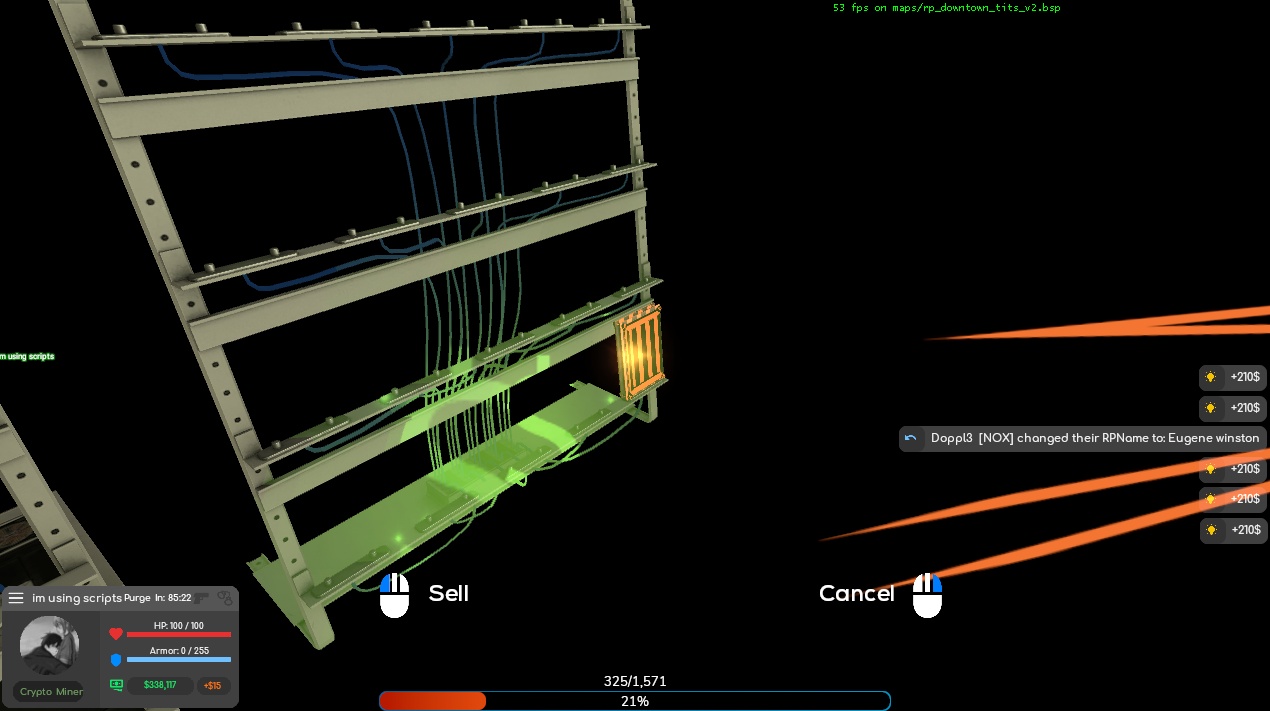 53 fps on maps/rp_downtown_tits_v2.bsp
m using scripts
+210$
+210$
Doppl3 [NOX] changed their RPName to: Eugene winston
+210$
+210$
+210$
Sell
Cancel
im using scripts Purge In: 85:22
HP: 100 / 100
Armor: 0 / 255
$338,117
+$15
Crypto Miner
325/1,571
21%